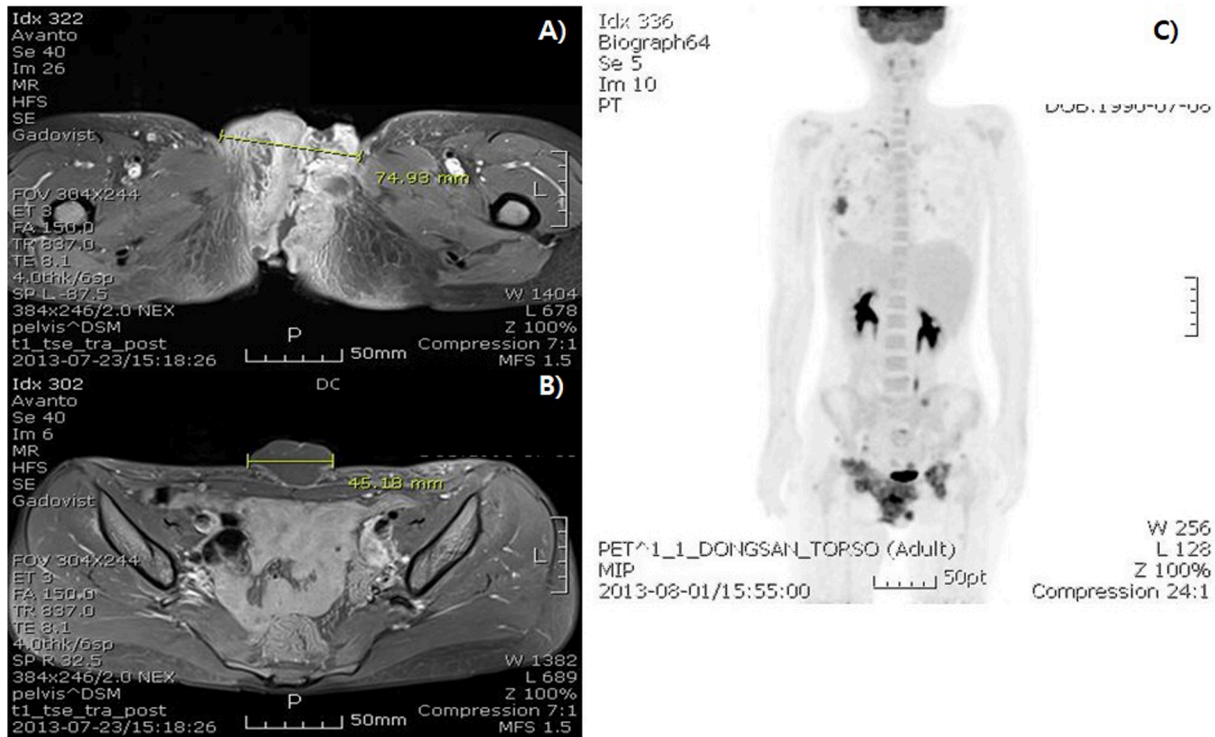 Idx 322
Avanto
Se 40
Im 26
MR
HFS
SE
Gadovist
A)
74.93 mm
L
FOV 304X244
ET 3
FA 150.0
TR 837.0
TE 8.1
4.0thk/6sp
SP L -87.5
384x246/2.0 NEX
pelvis^DSM
t1_tse_tra_post
2013-07-23/15:18:26
P
50mm
W 1404
L 678
Z 100%
Compression 7:1
MFS 1.5
Idx 302
Avanto
Se 40
Im 6
MR
HFS
SE
Gadovist
DC
B)
45.18 mm
L
FOV 304X244
ET 3
FA 150.0
TR 837.0
TE 8.1
4.0thk/6sp
SP R 32.5
384x246/2.0 NEX
pelvis^DSM
t1_tse_tra_post
2013-07-23/15:18:26
P
50mm
W 1382
L 689
Z 100%
Compression 7:1
MFS 1.5
Idx 336
Biograph64
Se 5
Im 10
PT
C)
PET^1_1_DONGSAN_TORSO (Adult)
MIP
2013-08-01/15:55:00
50pt
W 256
L 128
Z 100%
Compression 24:1